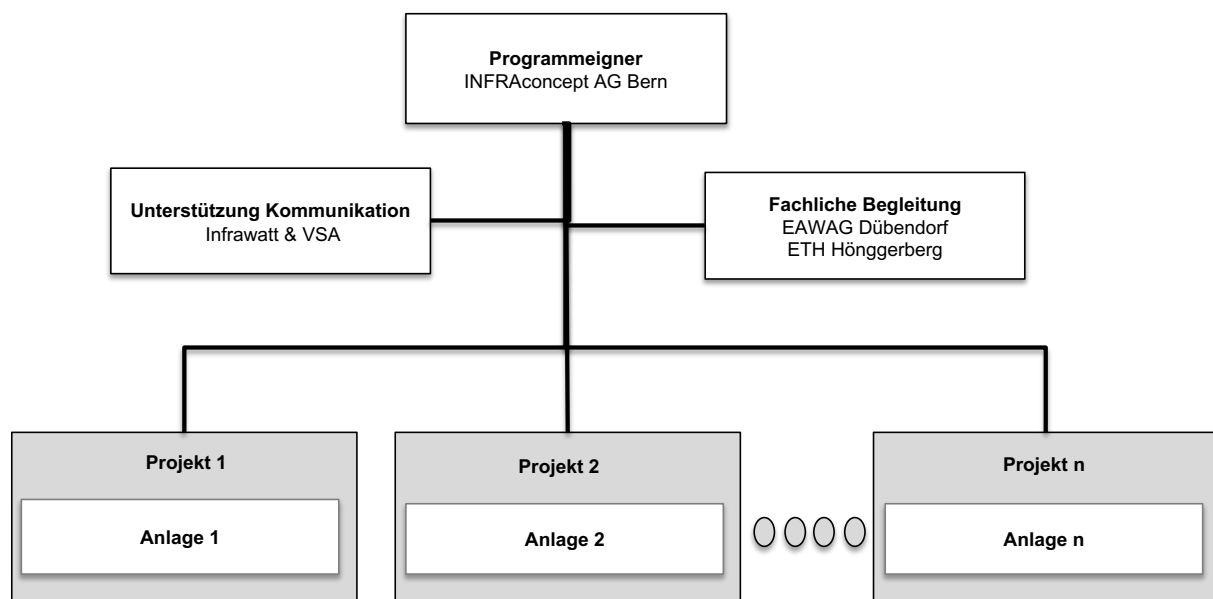 Programmeigner
INFRAconcept AG Bern
Unterstützung Kommunikation
Infrawatt & VSA
Fachliche Begleitung
EAWAG Dübendorf
ETH Hönggerberg
Projekt 1
Anlage 1
Projekt 2
Anlage 2
Projekt n
Anlage n